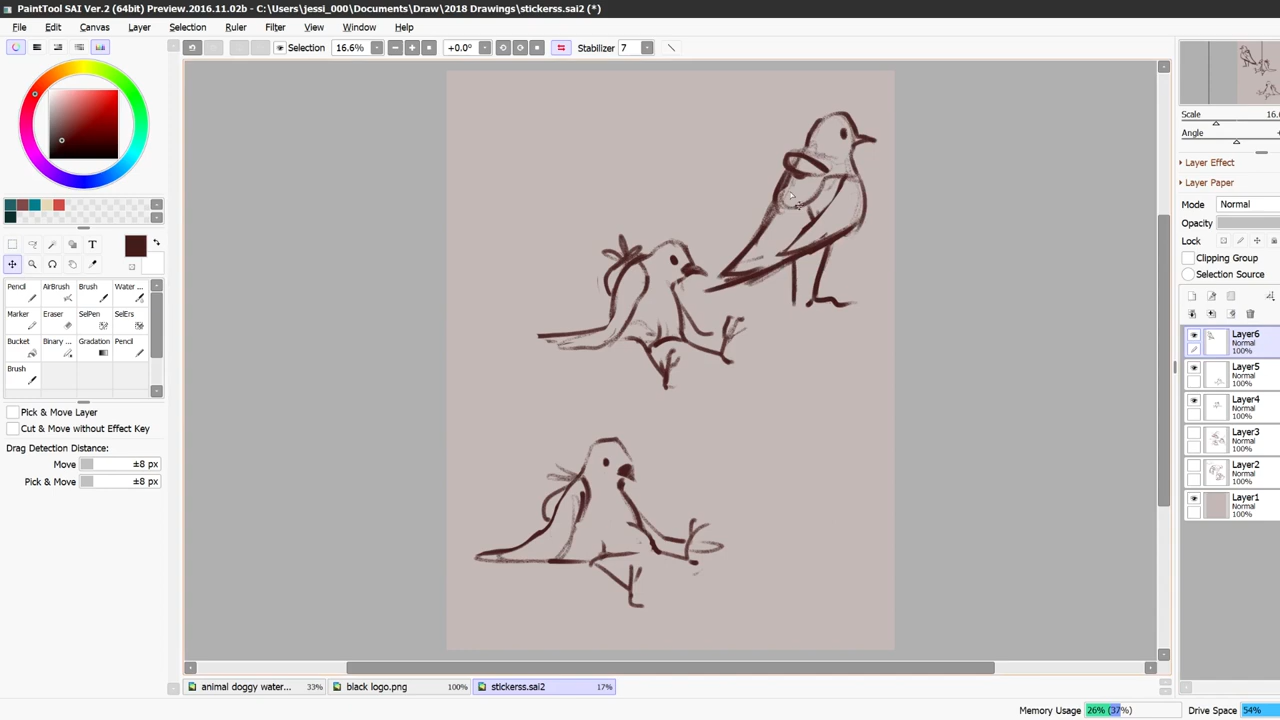 PaintTool SAI Ver.2 (64bit) Preview.2016.11.02b - C:\Users\jessi_000\Documents\Draw\2018 Drawings\stickerss.sai2 (*)
File Edit Canvas Layer Selection Ruler Filter View Window Help
Selection 16.6% +0.0° Stabilizer 7
T
Pencil AirBrush Brush Water ...
Marker Eraser SelPen SelErs
Bucket Binary ... Gradation Pencil
Brush
Pick & Move Layer
Cut & Move without Effect Key
Drag Detection Distance:
Move ±8 px
Pick & Move ±8 px
Scale 16.
Angle
Layer Effect
Layer Paper
Mode Normal
Opacity
Lock
Clipping Group
Selection Source
Layer6
Normal
100%
Layer5
Normal
100%
Layer4
Normal
100%
Layer3
Normal
100%
Layer2
Normal
100%
Layer1
Normal
100%
animal doggy water... 33% black logo.png 100% stickerss.sai2 17%
Memory Usage 26% (37%) Drive Space 54%